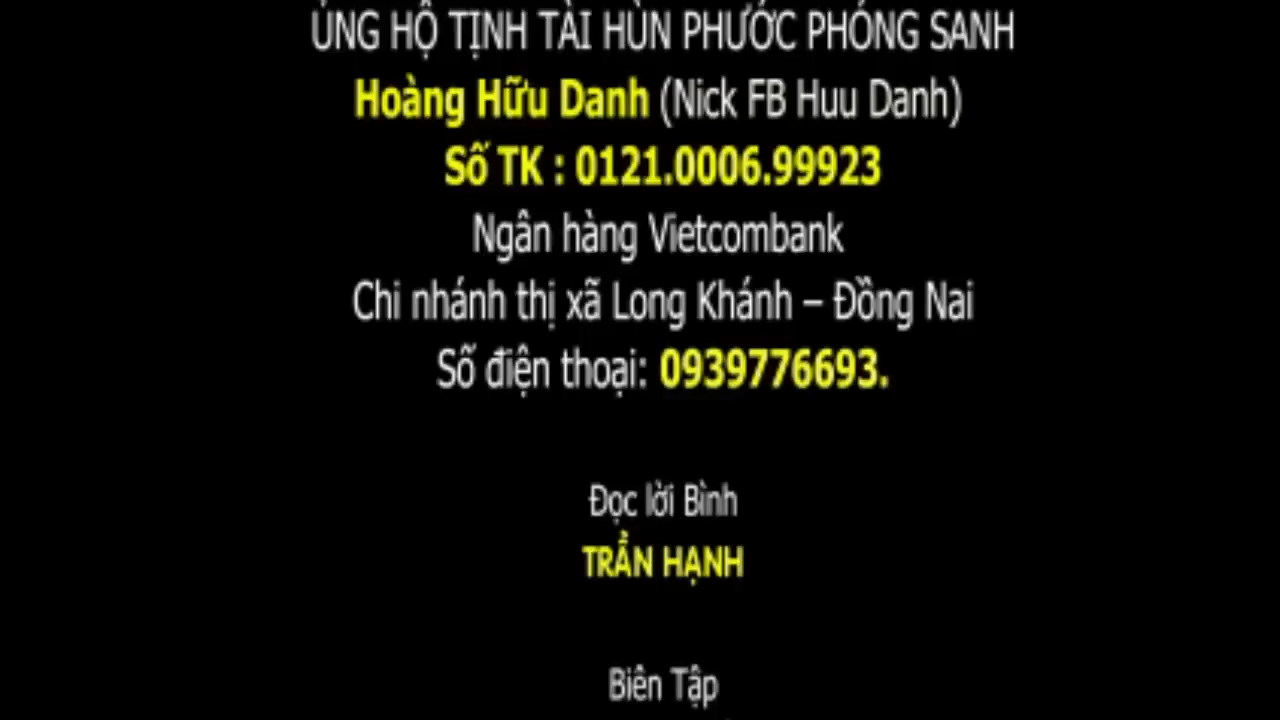 ỦNG HỘ TỊNH TÀI HÙN PHƯỚC PHÓNG SANH
Hoàng Hữu Danh (Nick FB Huu Danh)
Số TK : 0121.0006.99923
Ngân hàng Vietcombank
Chi nhánh thị xã Long Khánh – Đồng Nai
Số điện thoại: 0939776693.
Đọc lời Bình
TRẦN HẠNH
Biên Tập